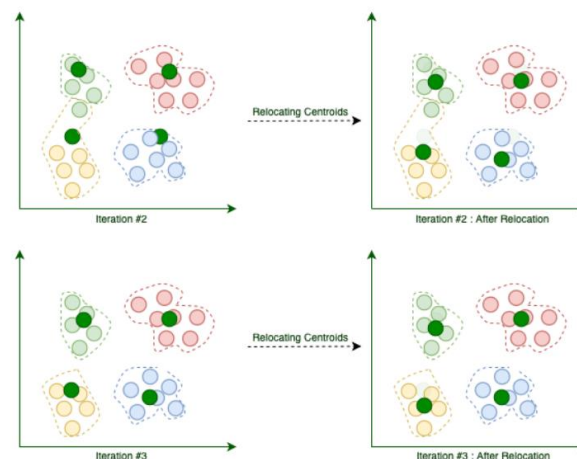 Relocating Centroids
Iteration #2
Iteration #2 : After Relocation
Relocating Centroids
Iteration #3
Iteration #3 : After Relocation